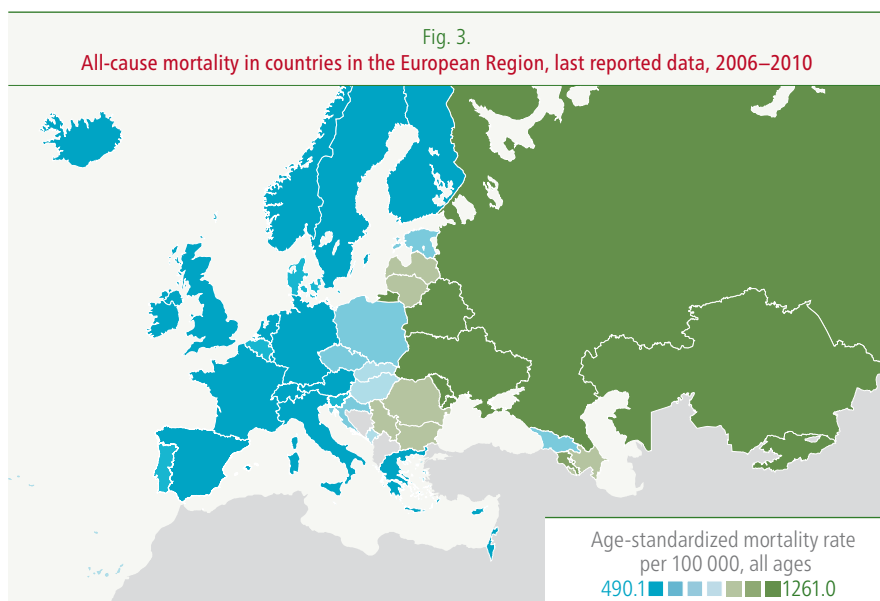 Fig. 3.
All-cause mortality in countries in the European Region, last reported data, 2006–2010
Age-standardized mortality rate
per 100 000, all ages
490.1 1261.0